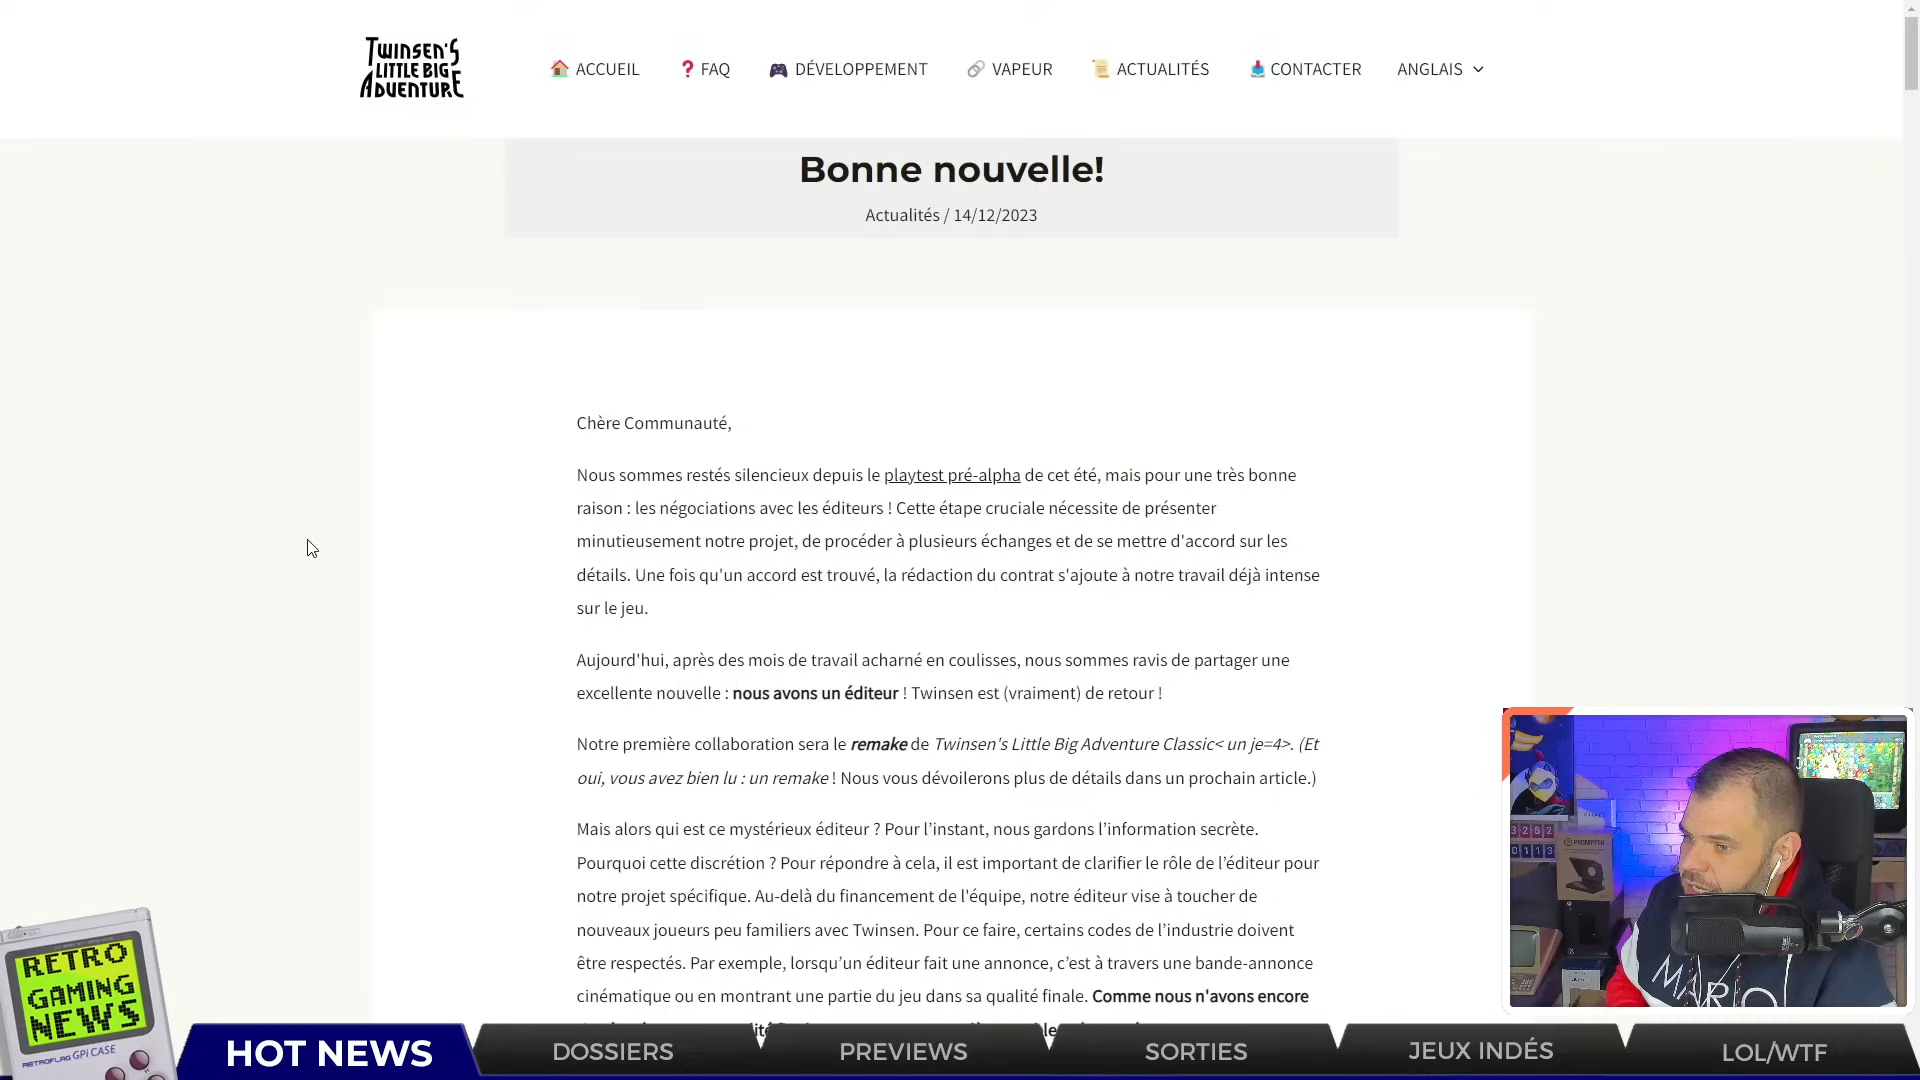 TWINSEN'S
LITTLE BIG
ADVENTURE
ACCUEIL
FAQ
DÉVELOPPEMENT
VAPEUR
ACTUALITÉS
CONTACTER
ANGLAIS
Bonne nouvelle!
Actualités / 14/12/2023
Chère Communauté,
Nous sommes restés silencieux depuis le playtest pré-alpha de cet été, mais pour une très bonne
raison : les négociations avec les éditeurs ! Cette étape cruciale nécessite de présenter
minutieusement notre projet, de procéder à plusieurs échanges et de se mettre d'accord sur les
détails. Une fois qu'un accord est trouvé, la rédaction du contrat s'ajoute à notre travail déjà intense
sur le jeu.
Aujourd'hui, après des mois de travail acharné en coulisses, nous sommes ravis de partager une
excellente nouvelle : nous avons un éditeur ! Twinsen est (vraiment) de retour !
Notre première collaboration sera le remake de Twinsen's Little Big Adventure Classic< un je=4>. (Et
oui, vous avez bien lu : un remake ! Nous vous dévoilerons plus de détails dans un prochain article.)
Mais alors qui est ce mystérieux éditeur ? Pour l’instant, nous gardons l’information secrète.
Pourquoi cette discrétion ? Pour répondre à cela, il est important de clarifier le rôle de l’éditeur pour
notre projet spécifique. Au-delà du financement de l'équipe, notre éditeur vise à toucher de
nouveaux joueurs peu familiers avec Twinsen. Pour ce faire, certains codes de l’industrie doivent
être respectés. Par exemple, lorsqu’un éditeur fait une annonce, c’est à travers une bande-annonce
cinématique ou en montrant une partie du jeu dans sa qualité finale. Comme nous n'avons encore
PROMPTER
MARIO
RETRO
GAMING
NEWS
RETROFLAG GPi CASE
HOT NEWS
DOSSIERS
PREVIEWS
SORTIES
JEUX INDÉS
LOL/WTF